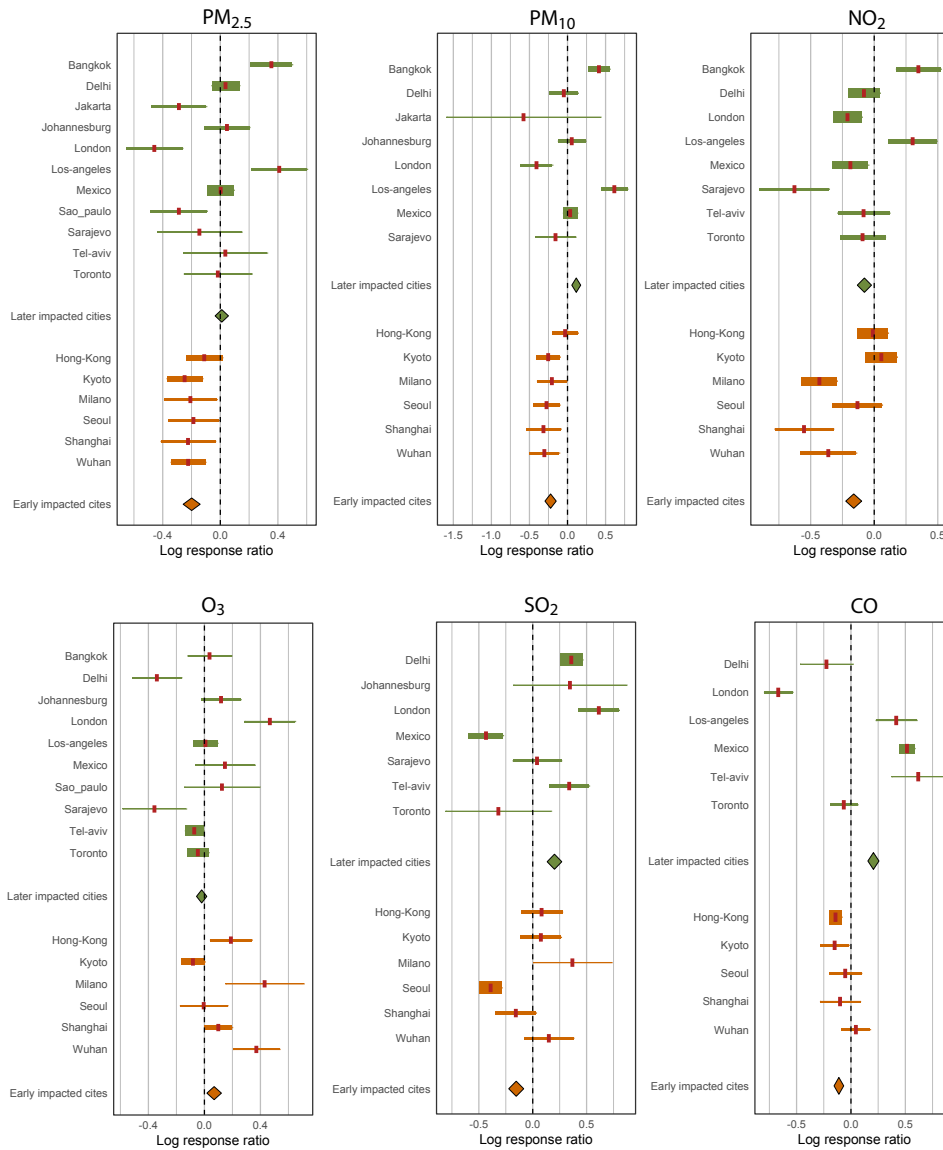 PM2.5
Bangkok
Delhi
Jakarta
Johannesburg
London
Los-angeles
Mexico
Sao_paulo
Sarajevo
Tel-aviv
Toronto
Later impacted cities
Hong-Kong
Kyoto
Milano
Seoul
Shanghai
Wuhan
Early impacted cites
-0.4 0.0 0.4
Log response ratio
PM10
Bangkok
Delhi
Jakarta
Johannesburg
London
Los-angeles
Mexico
Sarajevo
Later impacted cities
Hong-Kong
Kyoto
Milano
Seoul
Shanghai
Wuhan
Early impacted cites
-1.5 -1.0 -0.5 0.0 0.5
Log response ratio
NO2
Bangkok
Delhi
London
Los-angeles
Mexico
Sarajevo
Tel-aviv
Toronto
Later impacted cities
Hong-Kong
Kyoto
Milano
Seoul
Shanghai
Wuhan
Early impacted cites
-0.5 0.0 0.5
Log response ratio
O3
Bangkok
Delhi
Johannesburg
London
Los-angeles
Mexico
Sao_paulo
Sarajevo
Tel-aviv
Toronto
Later impacted cities
Hong-Kong
Kyoto
Milano
Seoul
Shanghai
Wuhan
Early impacted cites
-0.4 0.0 0.4
Log response ratio
SO2
Delhi
Johannesburg
London
Mexico
Sarajevo
Tel-aviv
Toronto
Later impacted cities
Hong-Kong
Kyoto
Milano
Seoul
Shanghai
Wuhan
Early impacted cites
-0.5 0.0 0.5
Log response ratio
CO
Delhi
London
Los-angeles
Mexico
Tel-aviv
Toronto
Later impacted cities
Hong-Kong
Kyoto
Seoul
Shanghai
Wuhan
Early impacted cites
-0.5 0.0 0.5
Log response ratio